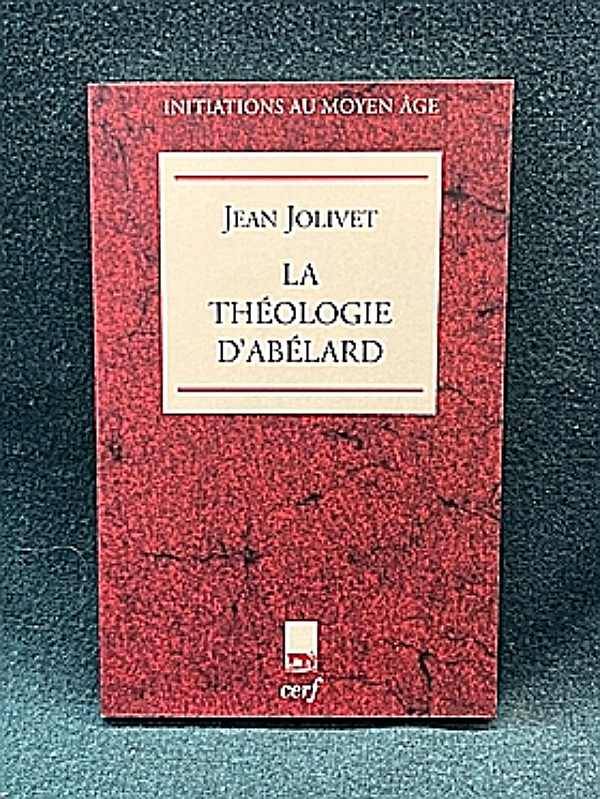 INITIATIONS AU MOYEN ÂGE
JEAN JOLIVET
LA
THÉOLOGIE
D'ABÉLARD
cerf